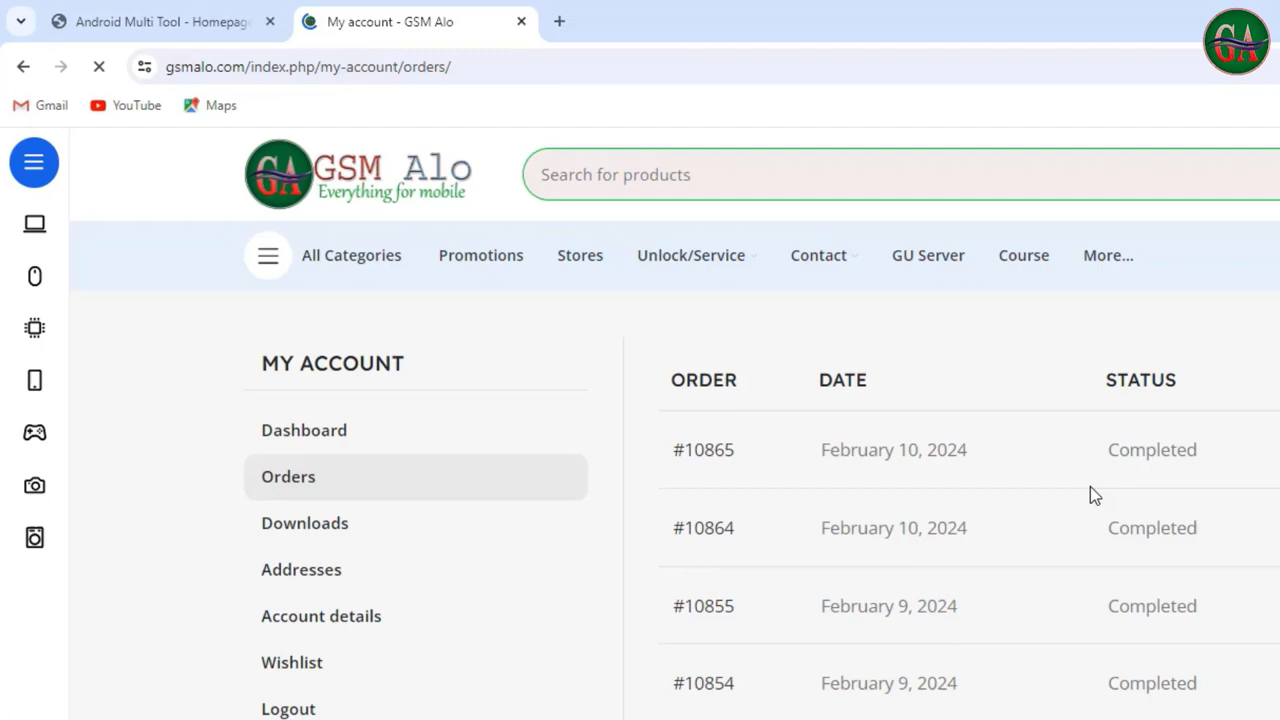 Android Multi Tool - Homepag
My account - GSM Alo
gsmalo.com/index.php/my-account/orders/
Gmail
YouTube
Maps
GA
GA GSM Alo
Everything for mobile
Search for products
All Categories
Promotions
Stores
Unlock/Service
Contact
GU Server
Course
More...
MY ACCOUNT
Dashboard
Orders
Downloads
Addresses
Account details
Wishlist
Logout
ORDER DATE STATUS
#10865 February 10, 2024 Completed
#10864 February 10, 2024 Completed
#10855 February 9, 2024 Completed
#10854 February 9, 2024 Completed